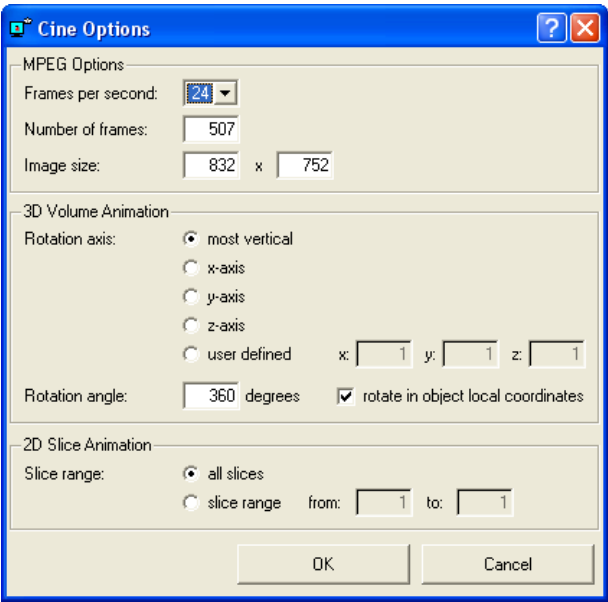 Cine Options
MPEG Options
Frames per second: 24
Number of frames: 507
Image size: 832 x 752
3D Volume Animation
Rotation axis: most vertical
x-axis
y-axis
z-axis
user defined x: 1 y: 1 z: 1
Rotation angle: 360 degrees rotate in object local coordinates
2D Slice Animation
Slice range: all slices
slice range from: 1 to: 1
OK Cancel